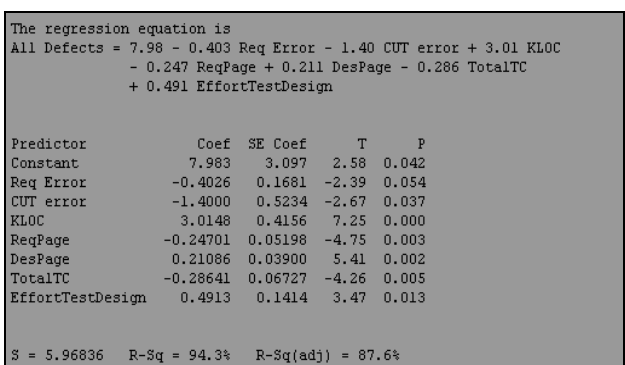 The regression equation is
All Defects = 7.98 - 0.403 Req Error - 1.40 CUT error + 3.01 KLOC
- 0.247 ReqPage + 0.211 DesPage - 0.286 TotalTC
+ 0.491 EffortTestDesign
Predictor Coef SE Coef T P
Constant 7.983 3.097 2.58 0.042
Req Error -0.4026 0.1681 -2.39 0.054
CUT error -1.4000 0.5234 -2.67 0.037
KLOC 3.0148 0.4156 7.25 0.000
ReqPage -0.24701 0.05198 -4.75 0.003
DesPage 0.21086 0.03900 5.41 0.002
TotalTC -0.28641 0.06727 -4.26 0.005
EffortTestDesign 0.4913 0.1414 3.47 0.013
S = 5.96836 R-Sq = 94.3% R-Sq(adj) = 87.6%